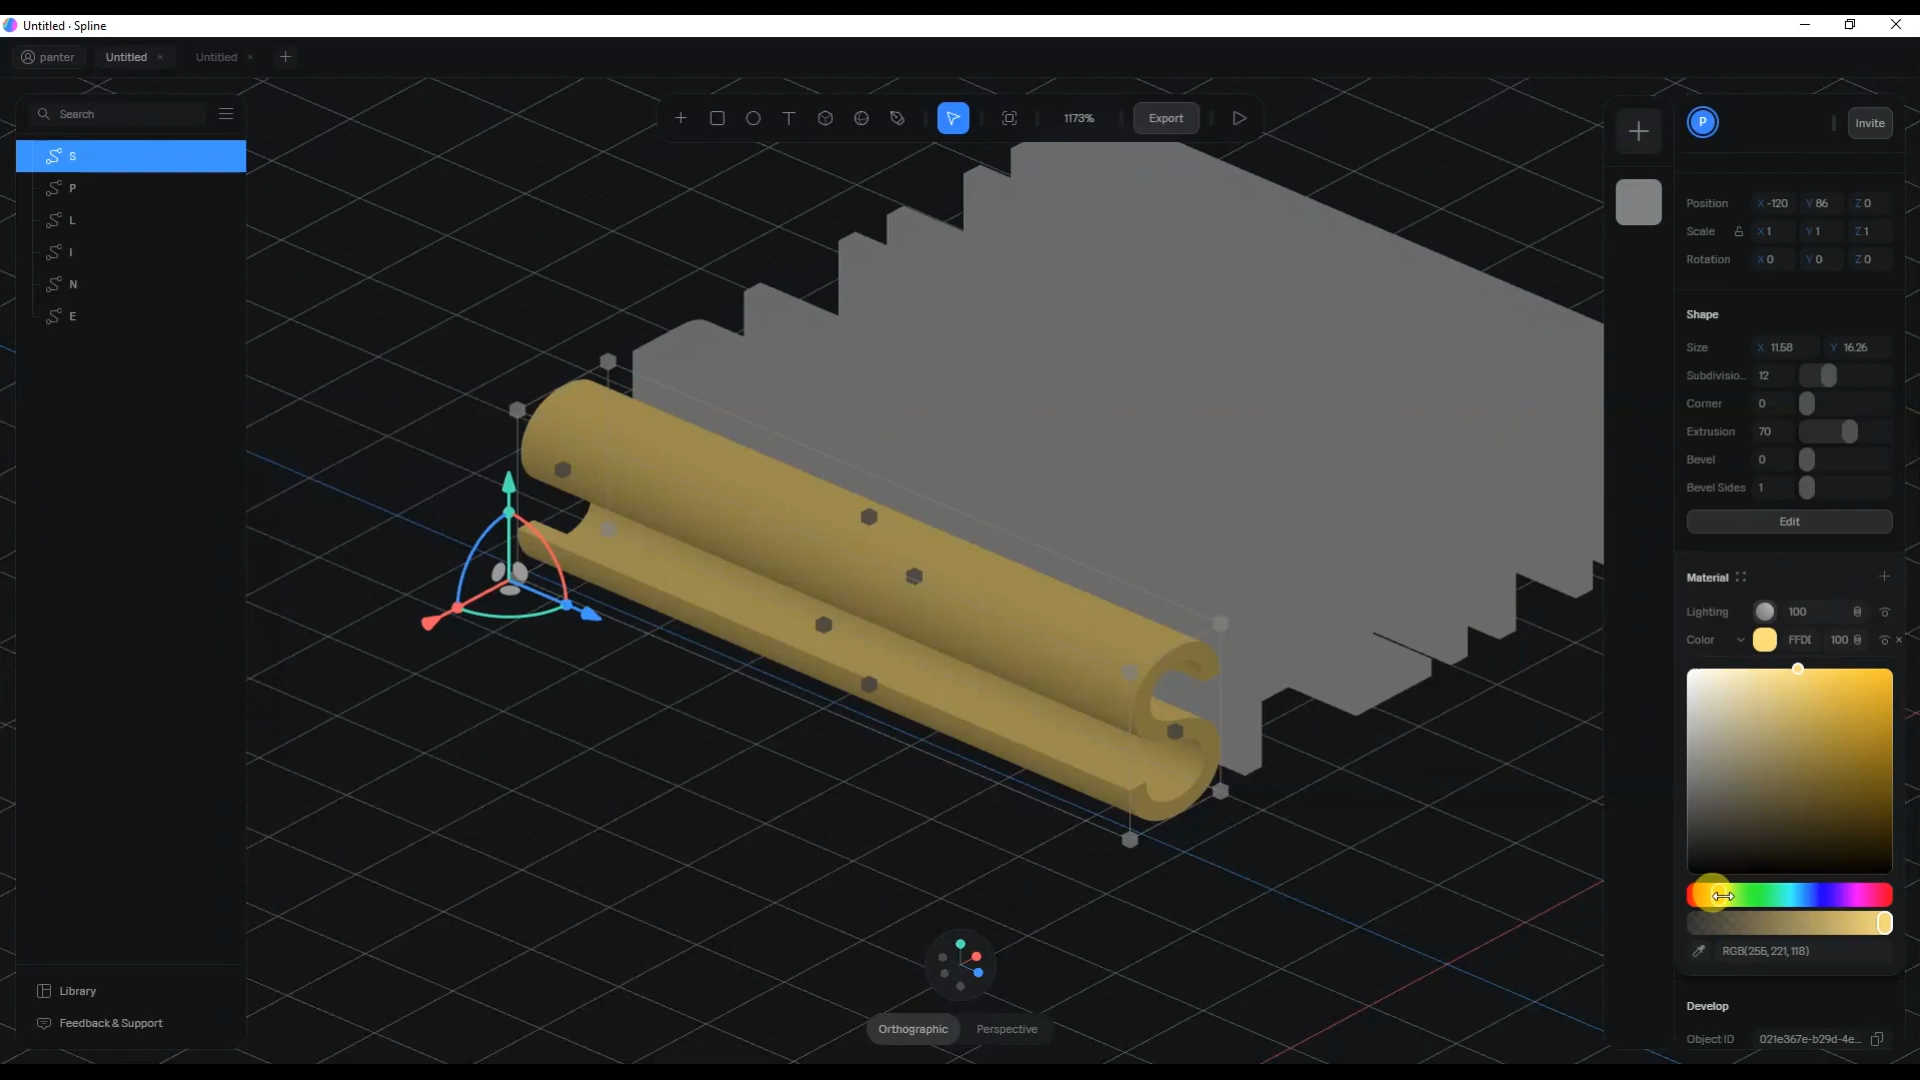 Untitled - Spline
panter
Untitled
Untitled
Search
1173%
Export
P
Invite
S
P
L
I
N
E
Position X -120 Y 86 Z 0
Scale X 1 Y 1 Z 1
Rotation X 0 Y 0 Z 0
Shape
Size X 11.58 Y 16.26
Subdivisio... 12
Corner 0
Extrusion 70
Bevel 0
Bevel Sides 1
Edit
Material
Lighting 100
Color FFD 100
RGB(255, 221, 118)
Develop
Object ID 021e367e-b29d-4e...
Library
Feedback & Support
Orthographic
Perspective